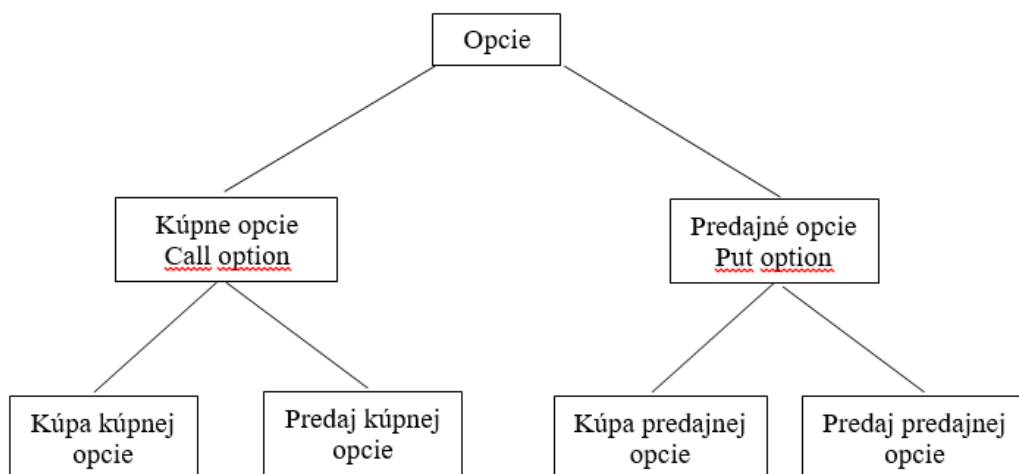 Opcie
Kúpne opcie
Call option
Predajné opcie
Put option
Kúpa kúpnej
opcie
Predaj kúpnej
opcie
Kúpa predajnej
opcie
Predaj predajnej
opcie